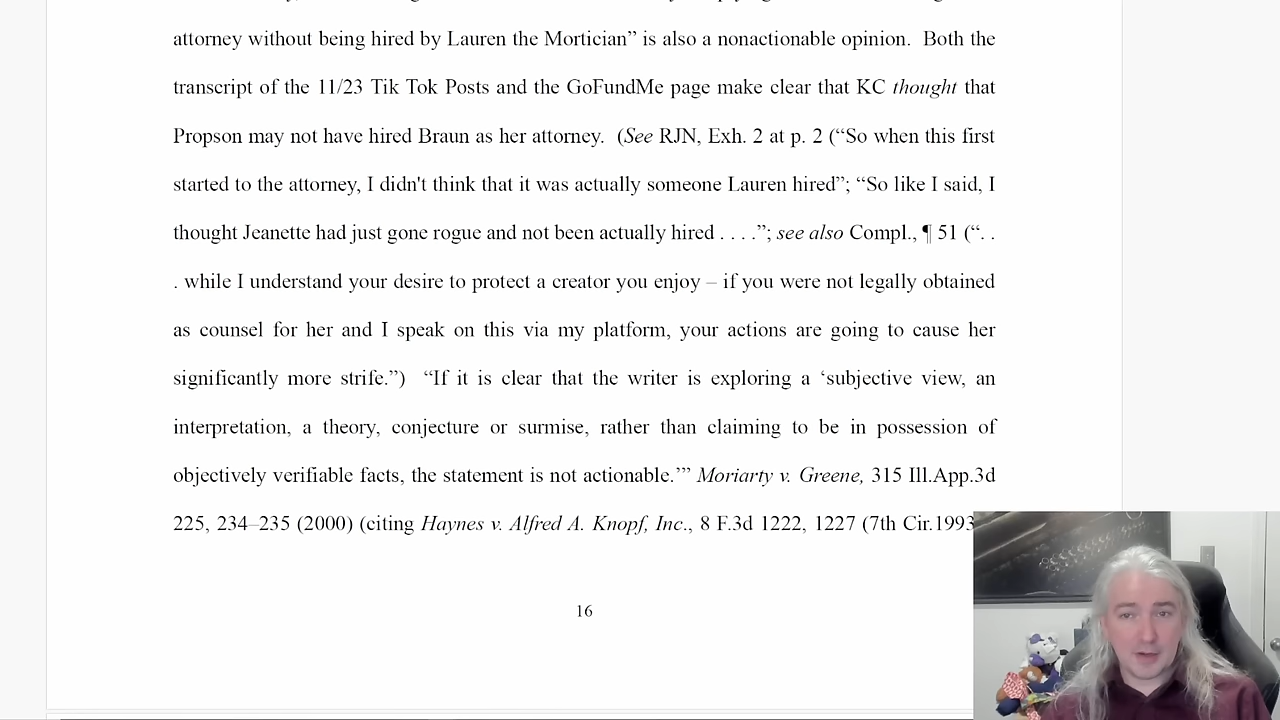 attorney without being hired by Lauren the Mortician” is also a nonactionable opinion.  Both the
transcript of the 11/23 Tik Tok Posts and the GoFundMe page make clear that KC thought that
Propson may not have hired Braun as her attorney.  (See RJN, Exh. 2 at p. 2 (“So when this first
started to the attorney, I didn't think that it was actually someone Lauren hired”; “So like I said, I
thought Jeanette had just gone rogue and not been actually hired . . . .”; see also Compl., ¶ 51 (“. .
. while I understand your desire to protect a creator you enjoy – if you were not legally obtained
as counsel for her and I speak on this via my platform, your actions are going to cause her
significantly more strife.”)  “If it is clear that the writer is exploring a ‘subjective view, an
interpretation, a theory, conjecture or surmise, rather than claiming to be in possession of
objectively verifiable facts, the statement is not actionable.’” Moriarty v. Greene, 315 Ill.App.3d
225, 234–235 (2000) (citing Haynes v. Alfred A. Knopf, Inc., 8 F.3d 1222, 1227 (7th Cir.1993
16